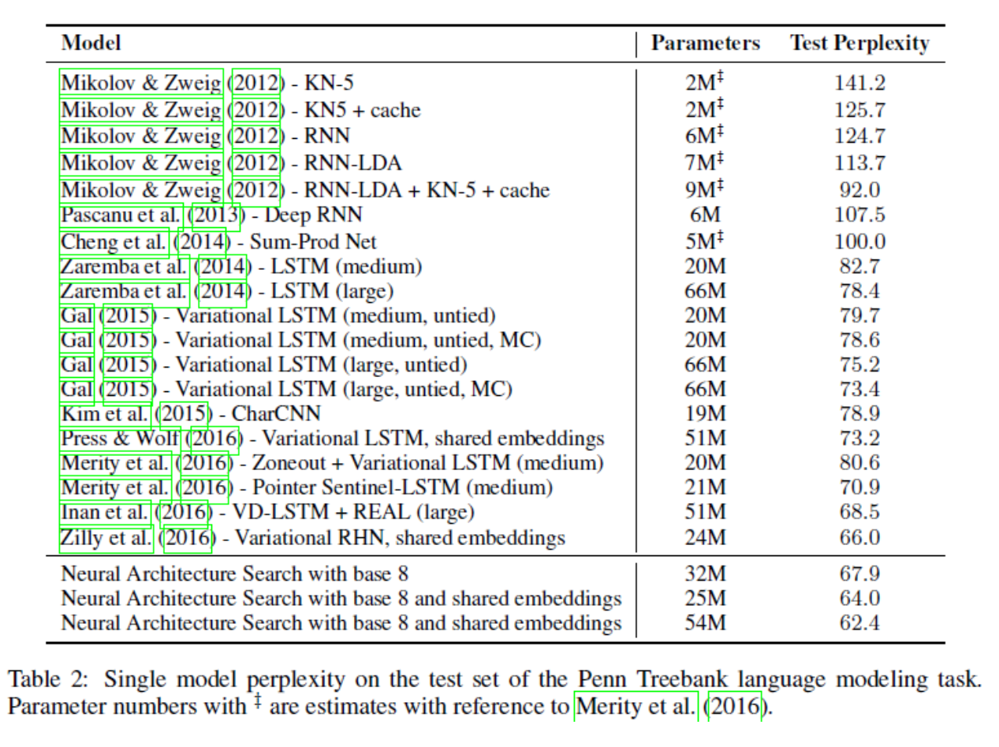 Model Parameters Test Perplexity
Mikolov & Zweig (2012) - KN-5 2M‡ 141.2
Mikolov & Zweig (2012) - KN5 + cache 2M‡ 125.7
Mikolov & Zweig (2012) - RNN 6M‡ 124.7
Mikolov & Zweig (2012) - RNN-LDA 7M‡ 113.7
Mikolov & Zweig (2012) - RNN-LDA + KN-5 + cache 9M‡ 92.0
Pascanu et al. (2013) - Deep RNN 6M 107.5
Cheng et al. (2014) - Sum-Prod Net 5M‡ 100.0
Zaremba et al. (2014) - LSTM (medium) 20M 82.7
Zaremba et al. (2014) - LSTM (large) 66M 78.4
Gal (2015) - Variational LSTM (medium, untied) 20M 79.7
Gal (2015) - Variational LSTM (medium, untied, MC) 20M 78.6
Gal (2015) - Variational LSTM (large, untied) 66M 75.2
Gal (2015) - Variational LSTM (large, untied, MC) 66M 73.4
Kim et al. (2015) - CharCNN 19M 78.9
Press & Wolf (2016) - Variational LSTM, shared embeddings 51M 73.2
Merity et al. (2016) - Zoneout + Variational LSTM (medium) 20M 80.6
Merity et al. (2016) - Pointer Sentinel-LSTM (medium) 21M 70.9
Inan et al. (2016) - VD-LSTM + REAL (large) 51M 68.5
Zilly et al. (2016) - Variational RHN, shared embeddings 24M 66.0
Neural Architecture Search with base 8 32M 67.9
Neural Architecture Search with base 8 and shared embeddings 25M 64.0
Neural Architecture Search with base 8 and shared embeddings 54M 62.4
Table 2: Single model perplexity on the test set of the Penn Treebank language modeling task.
Parameter numbers with ‡ are estimates with reference to Merity et al. (2016).